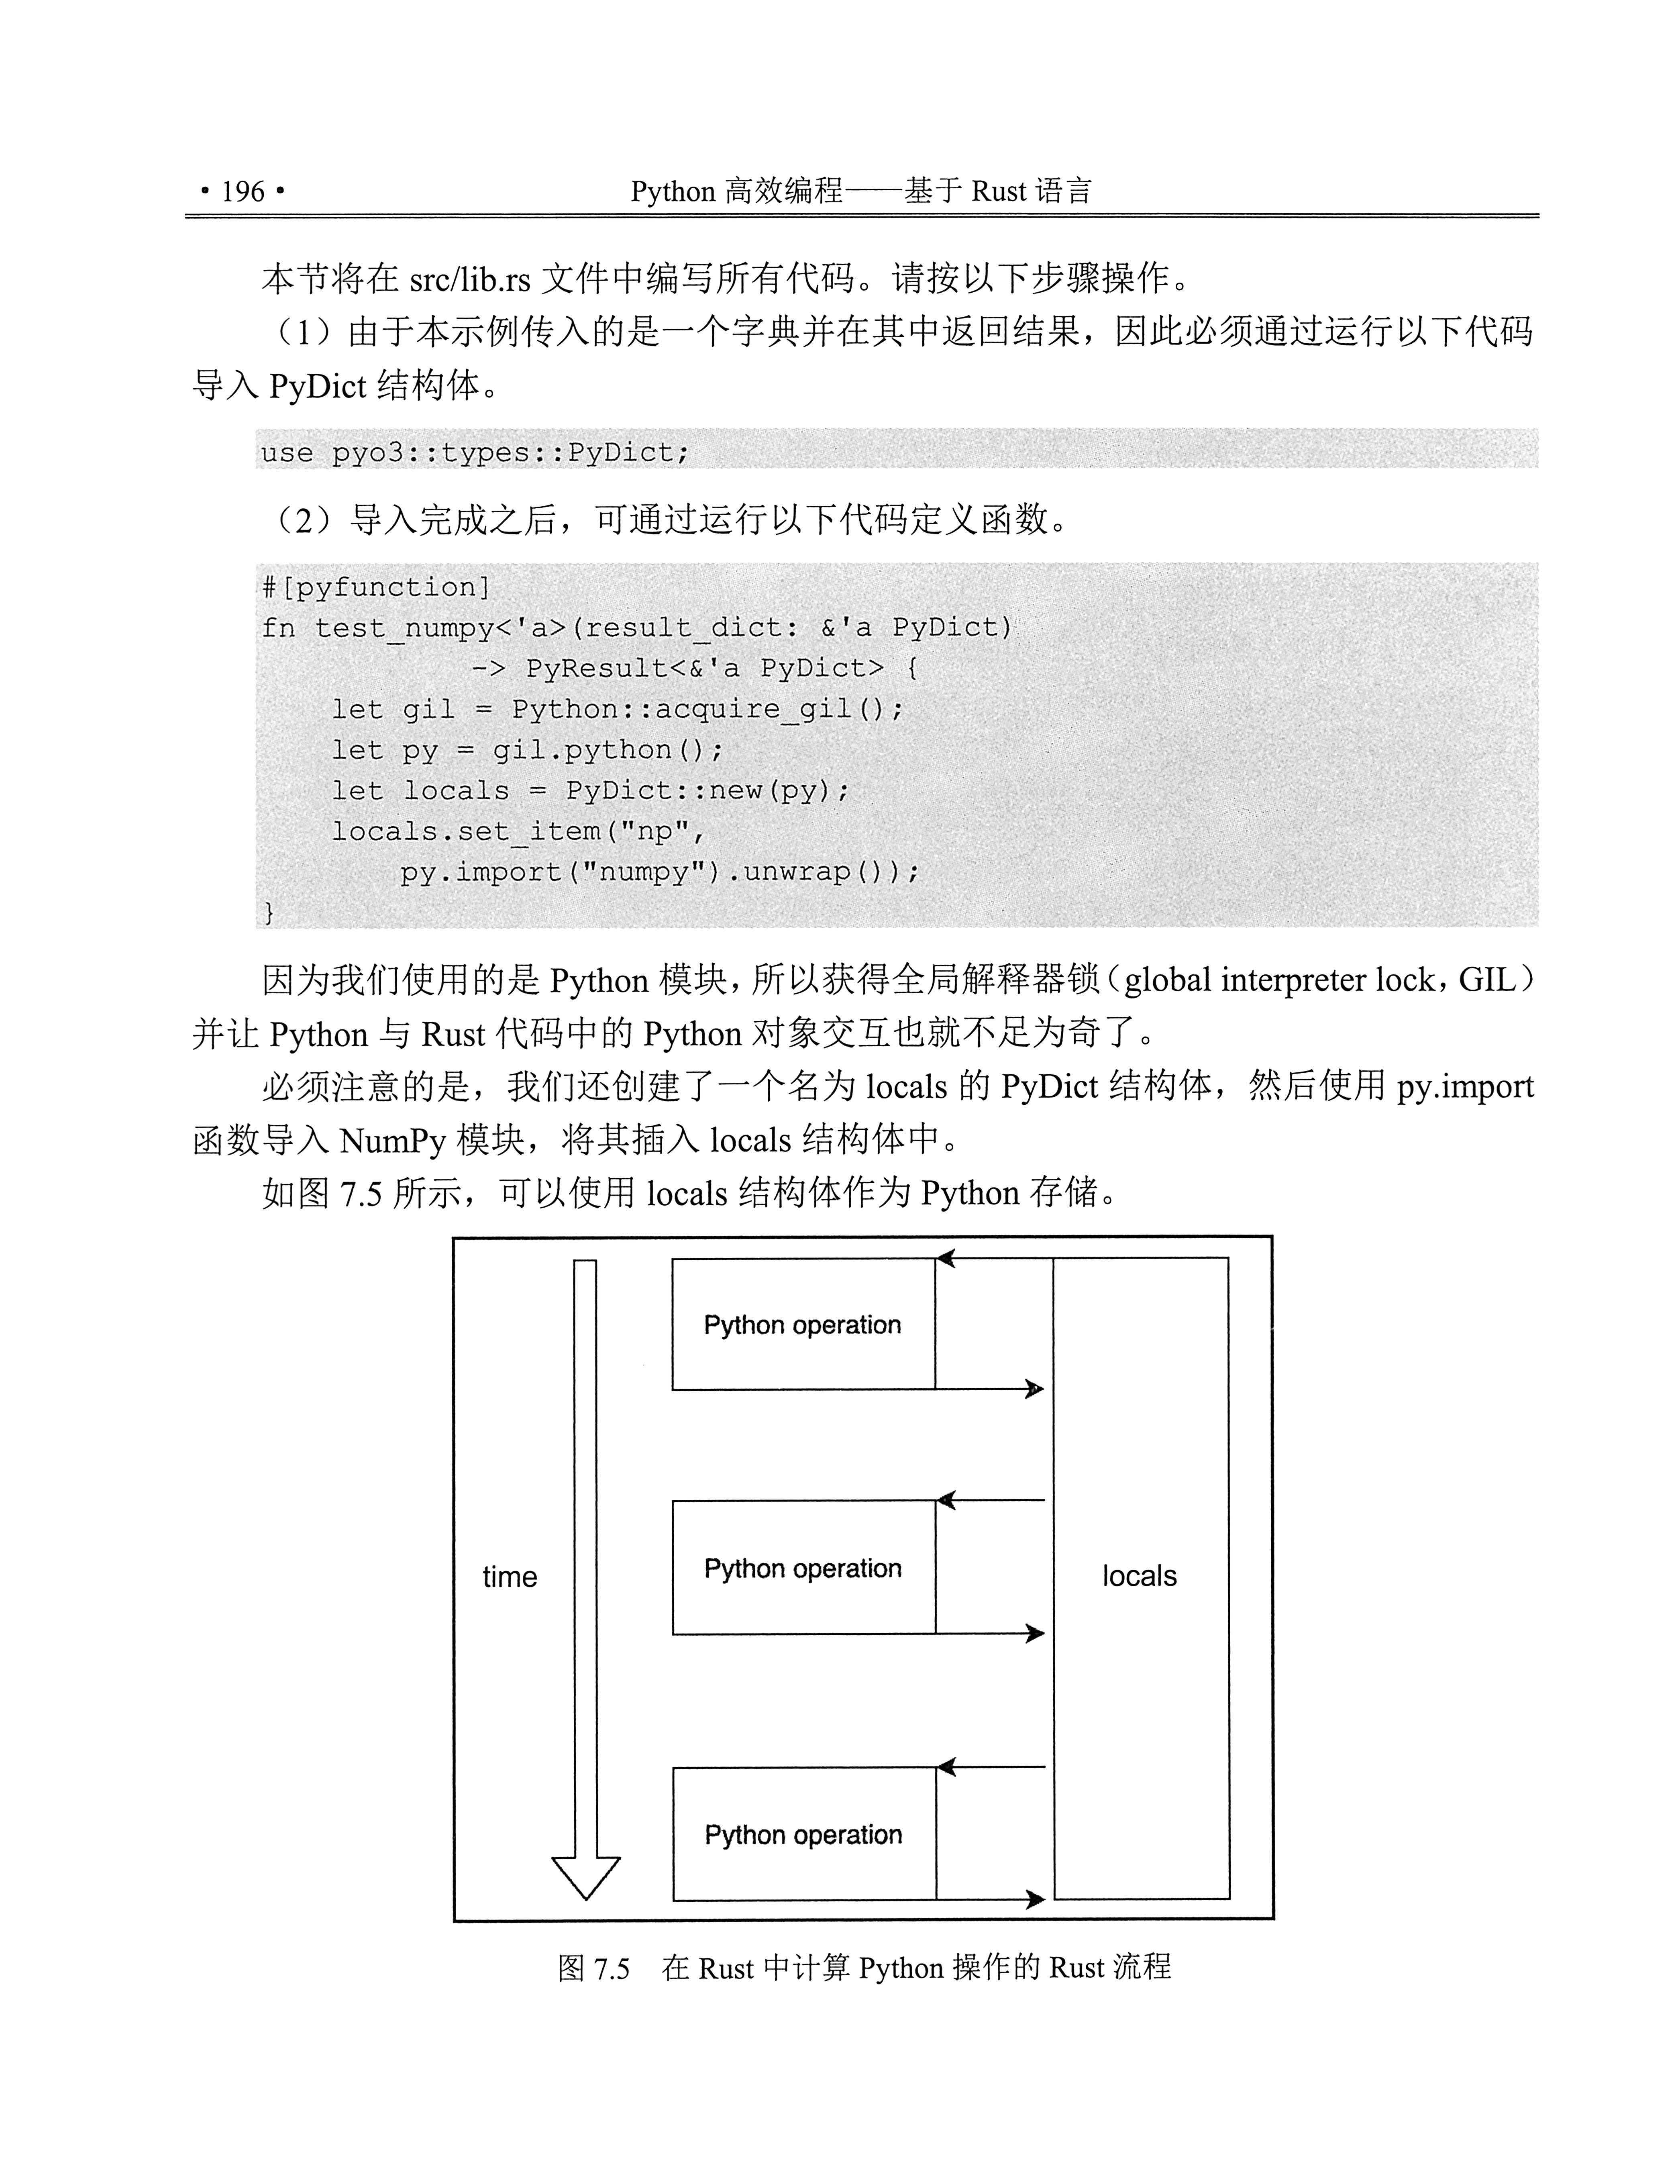 • 196 •
Python 高效编程——基于 Rust 语言
本节将在 src/lib.rs 文件中编写所有代码。请按以下步骤操作。
（1）由于本示例传入的是一个字典并在其中返回结果，因此必须通过运行以下代码
导入 PyDict 结构体。
use pyo3::types::PyDict;
（2）导入完成之后，可通过运行以下代码定义函数。
#[pyfunction]
fn test_numpy<'a>(result_dict: &'a PyDict)
            -> PyResult<&'a PyDict> {
    let gil = Python::acquire_gil();
    let py = gil.python();
    let locals = PyDict::new(py);
    locals.set_item("np",
        py.import("numpy").unwrap());
}
因为我们使用的是 Python 模块，所以获得全局解释器锁（global interpreter lock，GIL）
并让 Python 与 Rust 代码中的 Python 对象交互也就不足为奇了。
必须注意的是，我们还创建了一个名为 locals 的 PyDict 结构体，然后使用 py.import
函数导入 NumPy 模块，将其插入 locals 结构体中。
如图 7.5 所示，可以使用 locals 结构体作为 Python 存储。
Python operation
time
Python operation
locals
Python operation
图 7.5　在 Rust 中计算 Python 操作的 Rust 流程